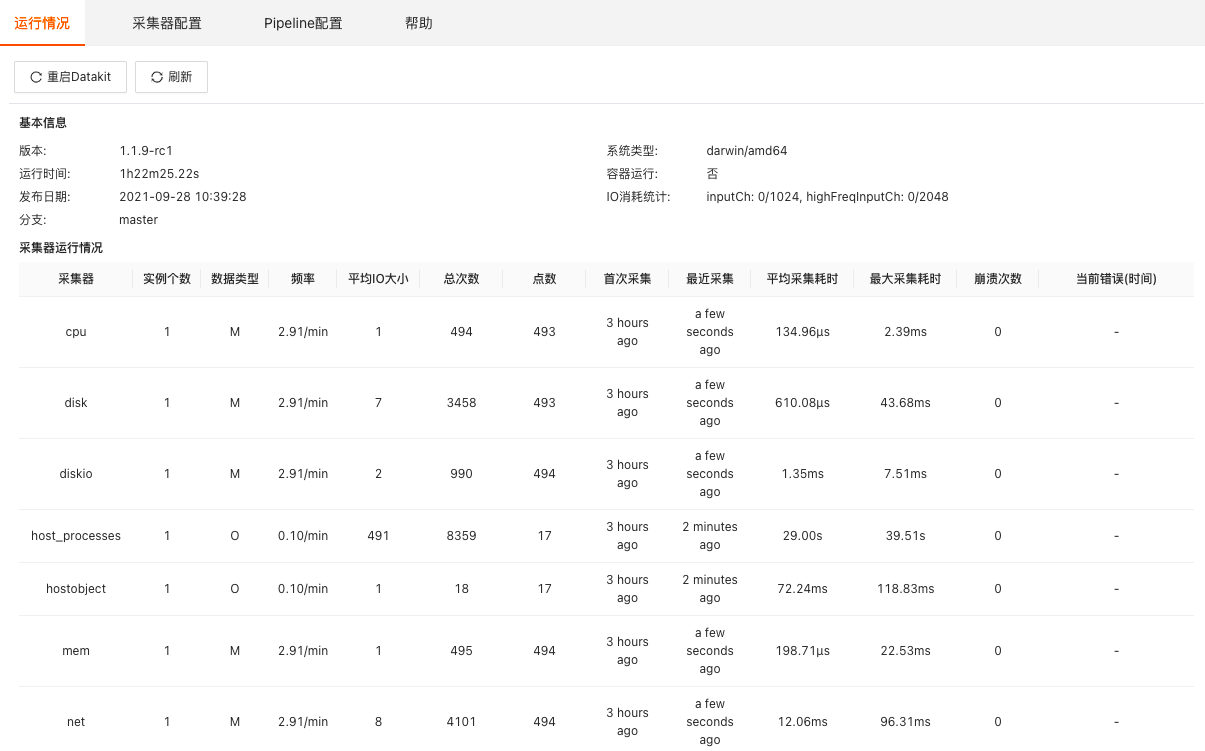 运行情况 采集器配置 Pipeline配置 帮助
重启Datakit 刷新
基本信息
版本: 1.1.9-rc1 系统类型: darwin/amd64
运行时间: 1h22m25.22s 容器运行: 否
发布日期: 2021-09-28 10:39:28 IO消耗统计: inputCh: 0/1024, highFreqInputCh: 0/2048
分支: master
采集器运行情况
采集器 实例个数 数据类型 频率 平均IO大小 总次数 点数 首次采集 最近采集 平均采集耗时 最大采集耗时 崩溃次数 当前错误(时间)
cpu 1 M 2.91/min 1 494 493 3 hours ago a few seconds ago 134.96µs 2.39ms 0 -
disk 1 M 2.91/min 7 3458 493 3 hours ago a few seconds ago 610.08µs 43.68ms 0 -
diskio 1 M 2.91/min 2 990 494 3 hours ago a few seconds ago 1.35ms 7.51ms 0 -
host_processes 1 O 0.10/min 491 8359 17 3 hours ago 2 minutes ago 29.00s 39.51s 0 -
hostobject 1 O 0.10/min 1 18 17 3 hours ago 2 minutes ago 72.24ms 118.83ms 0 -
mem 1 M 2.91/min 1 495 494 3 hours ago a few seconds ago 198.71µs 22.53ms 0 -
net 1 M 2.91/min 8 4101 494 3 hours ago a few seconds ago 12.06ms 96.31ms 0 -